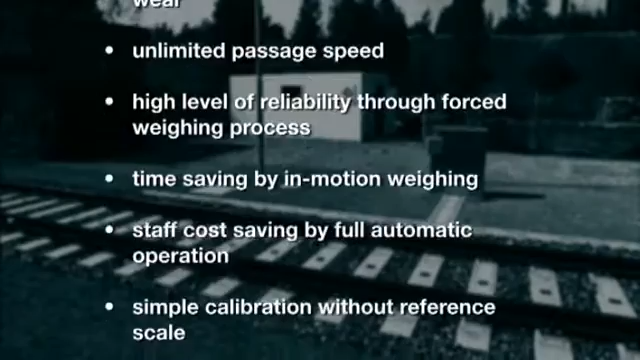 wear
• unlimited passage speed
• high level of reliability through forced
weighing process
• time saving by in-motion weighing
• staff cost saving by full automatic
operation
• simple calibration without reference
scale